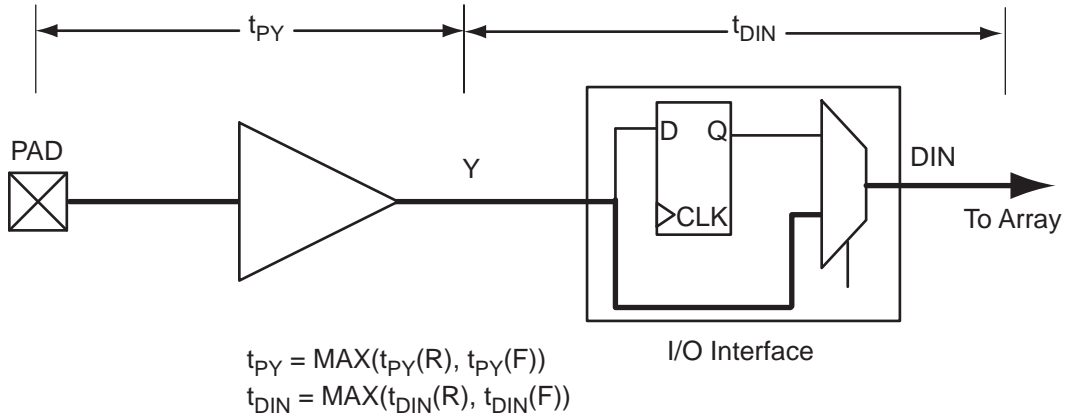 tPY
tDIN
PAD
Y
D Q
CLK
DIN
To Array
I/O Interface
tPY = MAX(tPY(R), tPY(F))
tDIN = MAX(tDIN(R), tDIN(F))